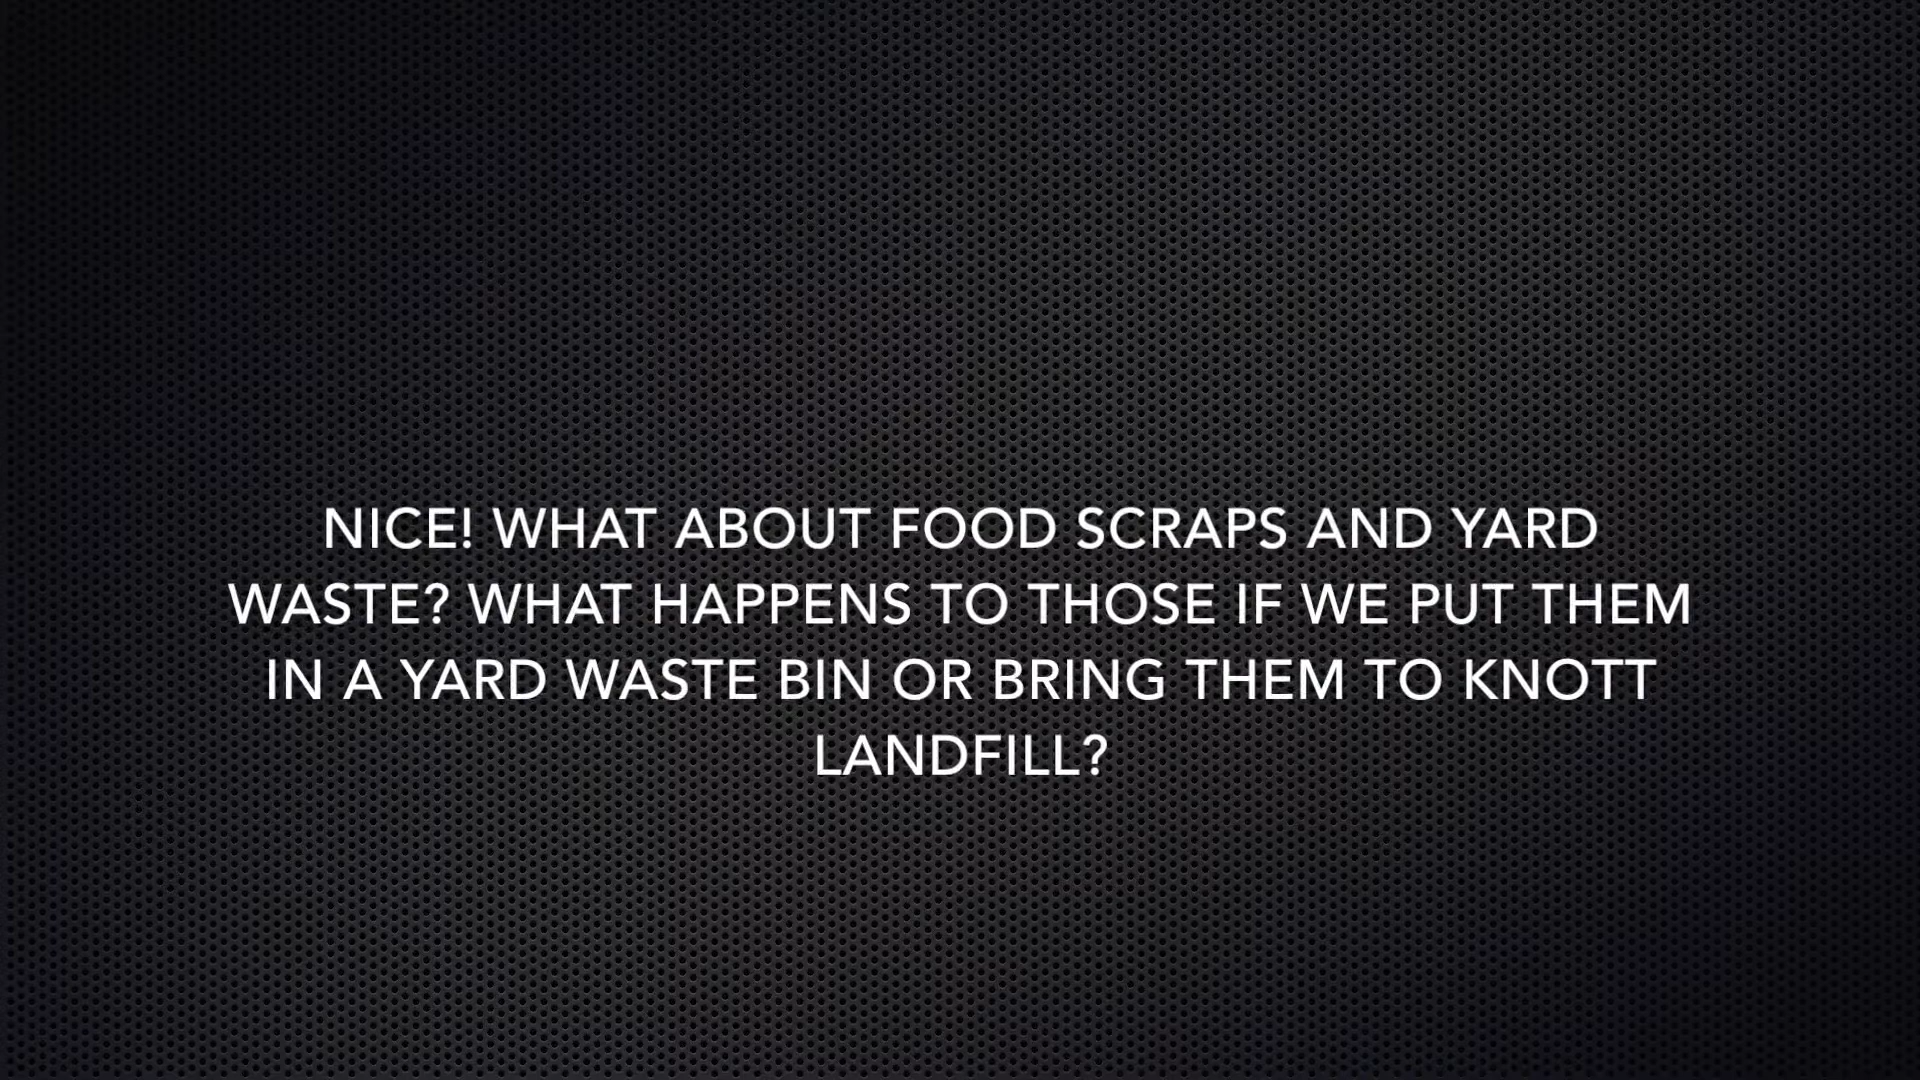 NICE! WHAT ABOUT FOOD SCRAPS AND YARD
WASTE? WHAT HAPPENS TO THOSE IF WE PUT THEM
IN A YARD WASTE BIN OR BRING THEM TO KNOTT
LANDFILL?